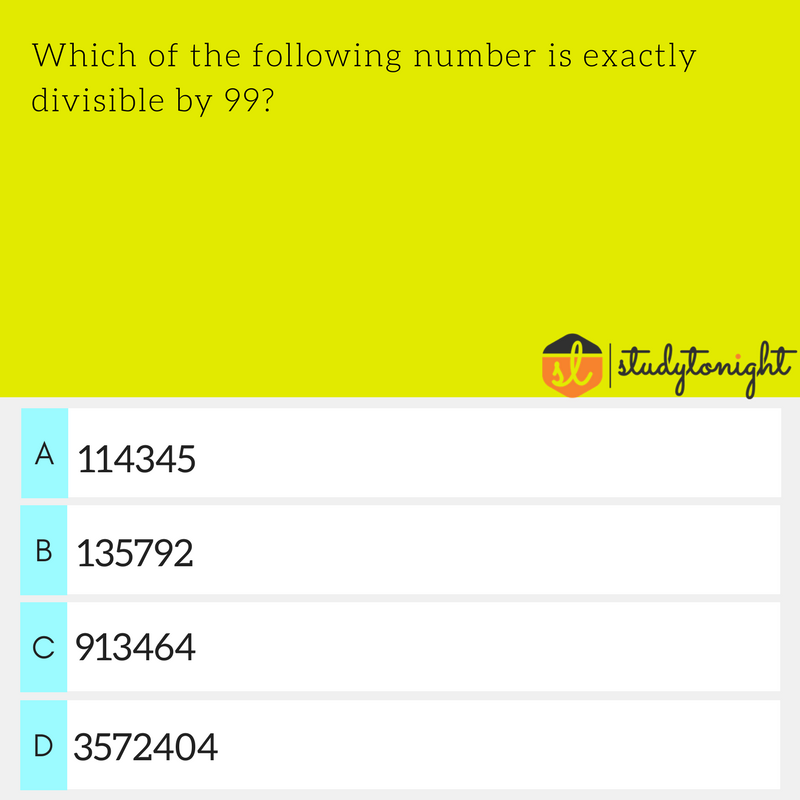 Which of the following number is exactly
divisible by 99?
sl | studytonight
A 114345
B 135792
C 913464
D 3572404